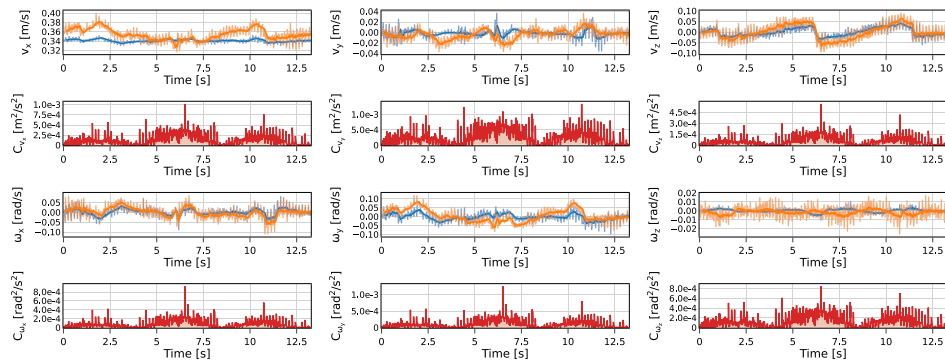 v_x [m/s] 0.40 0.38 0.36 0.34
0 2.5 5 7.5 10 12.5
Time [s]
v_y [m/s] 0.04 0.02 0.00 −0.02 −0.04
0 2.5 5 7.5 10 12.5
Time [s]
v_z [m/s] 0.10 0.05 0.00 −0.05 −0.10
0 2.5 5 7.5 10 12.5
Time [s]
C_{v_x} [m²/s²] 1.0e-3 7.5e-4 5.0e-4 2.5e-4 0
0 2.5 5 7.5 10 12.5
Time [s]
C_{v_y} [m²/s²] 1.0e-3 7.5e-4 5.0e-4 2.5e-4 0
0 2.5 5 7.5 10 12.5
Time [s]
C_{v_z} [m²/s²] 4.5e-4 3.0e-4 1.5e-4 0
0 2.5 5 7.5 10 12.5
Time [s]
ω_x [rad/s] 0.05 0.00 −0.05 −0.10
0 2.5 5 7.5 10 12.5
Time [s]
ω_y [rad/s] 0.10 0.05 0.00 −0.05 −0.10
0 2.5 5 7.5 10 12.5
Time [s]
ω_z [rad/s] 0.02 0.01 0.00 −0.01 −0.02
0 2.5 5 7.5 10 12.5
Time [s]
C_{ω_x} [rad²/s²] 8.0e-4 6.0e-4 4.0e-4 2.0e-4 0
0 2.5 5 7.5 10 12.5
Time [s]
C_{ω_y} [rad²/s²] 1.0e-3 5.0e-4 0
0 2.5 5 7.5 10 12.5
Time [s]
C_{ω_z} [rad²/s²] 8.0e-4 6.0e-4 4.0e-4 2.0e-4 0
0 2.5 5 7.5 10 12.5
Time [s]